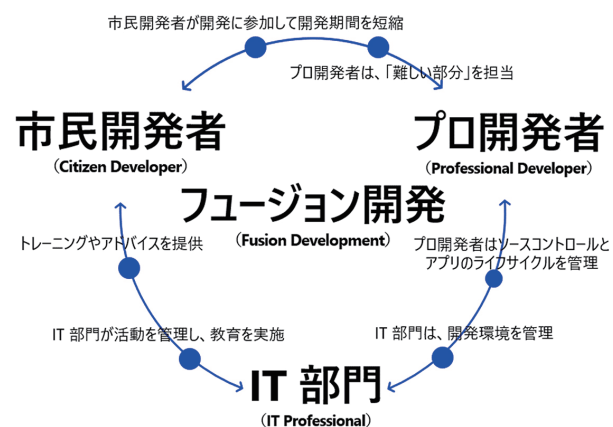 市民開発者が開発に参加して開発期間を短縮
プロ開発者は、「難しい部分」を担当
市民開発者
(Citizen Developer)
プロ開発者
(Professional Developer)
フュージョン開発
(Fusion Development)
トレーニングやアドバイスを提供
プロ開発者はソースコントロールと
アプリのライフサイクルを管理
IT 部門が活動を管理し、教育を実施
IT 部門は、開発環境を管理
IT 部門
(IT Professional)